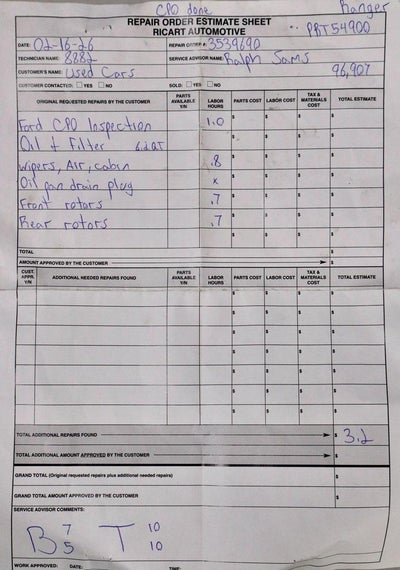 CPO done
Ranger
REPAIR ORDER ESTIMATE SHEET
RICART AUTOMOTIVE
PBT54900
DATE: 02-16-26 REPAIR ORDER #: 3539690
TECHNICIAN NAME: 8882 SERVICE ADVISOR NAME: Ralph Sams
CUSTOMER'S NAME: Used Cars 96,907
CUSTOMER CONTACTED: YES NO SOLD: YES NO
ORIGINAL REQUESTED REPAIRS BY THE CUSTOMER PARTS AVAILABLE Y/N LABOR HOURS PARTS COST LABOR COST TAX & MATERIALS COST TOTAL ESTIMATE
Ford CPO Inspection 1.0 $ $ $ $
Oil + Filter 6.2QT $ $ $ $
Wipers, Air, cabin .8 $ $ $ $
Oil pan drain plug x $ $ $ $
Front rotors .7 $ $ $ $
Rear rotors .7 $ $ $ $
$ $ $ $
TOTAL $
AMOUNT APPROVED BY THE CUSTOMER $
CUST. APPR. Y/N ADDITIONAL NEEDED REPAIRS FOUND PARTS AVAILABLE Y/N LABOR HOURS PARTS COST LABOR COST TAX & MATERIALS COST TOTAL ESTIMATE
$ $ $ $
$ $ $ $
$ $ $ $
$ $ $ $
$ $ $ $
$ $ $ $
$ $ $ $
TOTAL ADDITIONAL REPAIRS FOUND $ 3.2
TOTAL ADDITIONAL AMOUNT APPROVED BY THE CUSTOMER $
GRAND TOTAL (Original requested repairs plus additional needed repairs) $
GRAND TOTAL AMOUNT APPROVED BY THE CUSTOMER $
SERVICE ADVISOR COMMENTS:
B 7 5 T 10 10
WORK APPROVED: DATE: TIME: